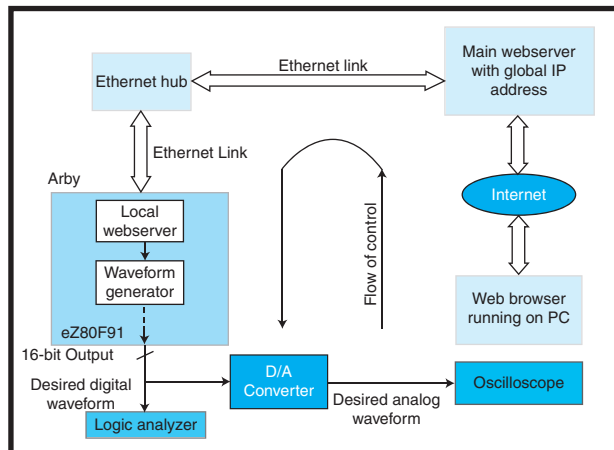 Ethernet hub
Ethernet link
Main webserver
with global IP
address
Ethernet Link
Arby
Local
webserver
Waveform
generator
eZ80F91
Flow of control
Internet
Web browser
running on PC
16-bit Output
Desired digital
waveform
Logic analyzer
D/A
Converter
Desired analog
waveform
Oscilloscope